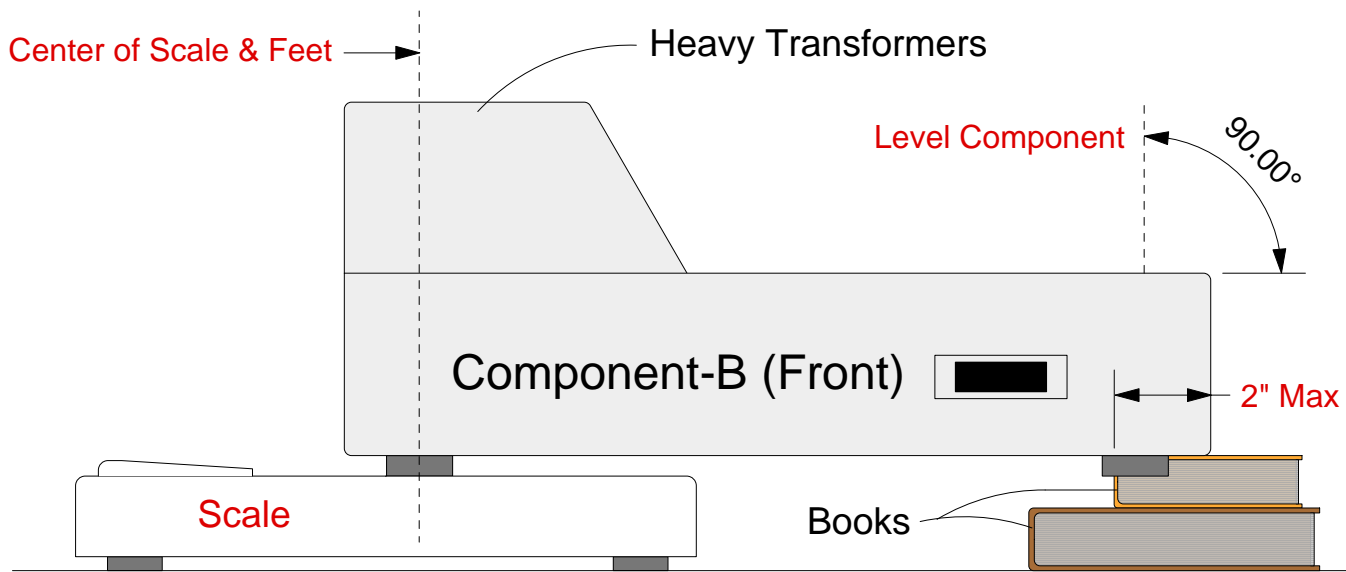 Center of Scale & Feet
Heavy Transformers
Level Component
90.00°
Component-B (Front)
2" Max
Scale
Books